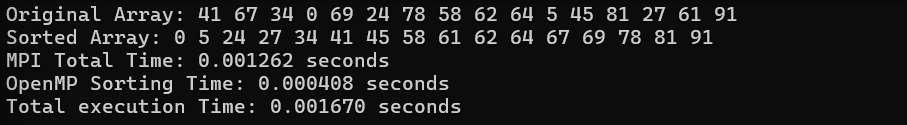 Original Array: 41 67 34 0 69 24 78 58 62 64 5 45 81 27 61 91
Sorted Array: 0 5 24 27 34 41 45 58 61 62 64 67 69 78 81 91
MPI Total Time: 0.001262 seconds
OpenMP Sorting Time: 0.000408 seconds
Total execution Time: 0.001670 seconds